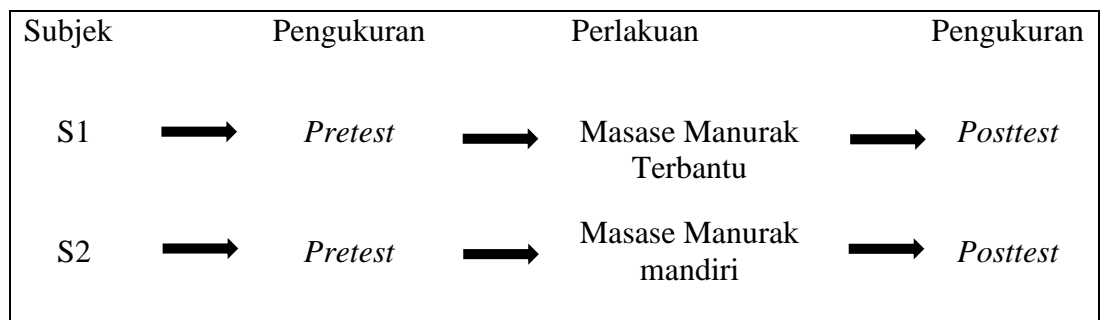 Subjek Pengukuran Perlakuan Pengukuran
S1 Pretest Masase Manurak Posttest
Terbantu
S2 Pretest Masase Manurak Posttest
mandiri